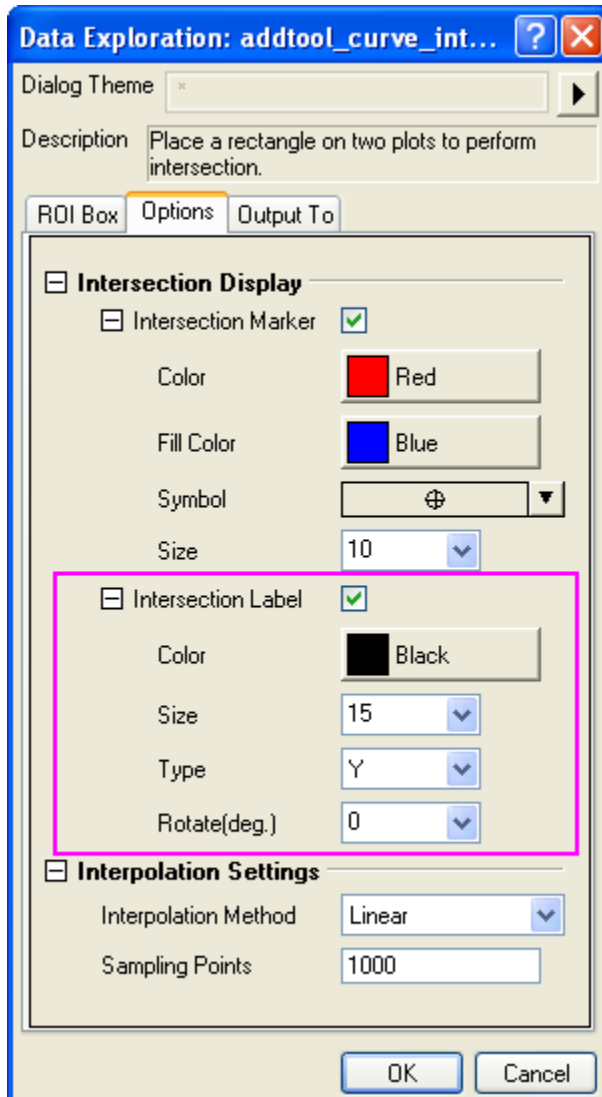 Data Exploration: addtool_curve_int...
Dialog Theme *
Description Place a rectangle on two plots to perform
intersection.
ROI Box Options Output To
Intersection Display
Intersection Marker
Color Red
Fill Color Blue
Symbol
Size 10
Intersection Label
Color Black
Size 15
Type Y
Rotate(deg.) 0
Interpolation Settings
Interpolation Method Linear
Sampling Points 1000
OK Cancel